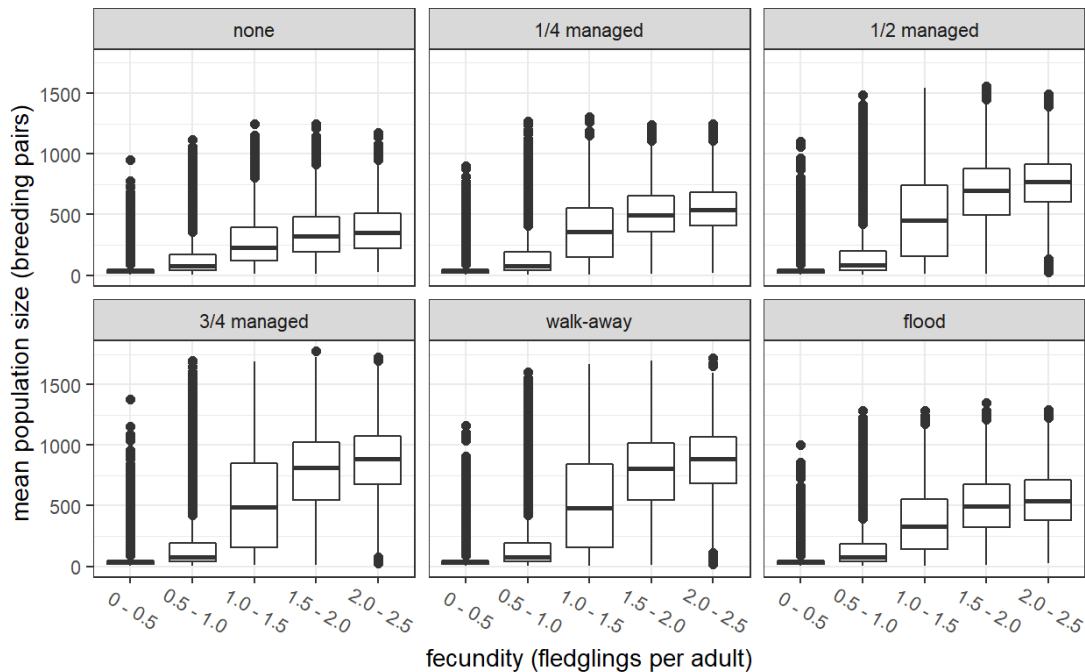 none
1/4 managed
1/2 managed
1500
1000
500
0
3/4 managed
walk-away
flood
1500
1000
500
0
0 - 0.5
0.5 - 1.0
1.0 - 1.5
1.5 - 2.0
2.0 - 2.5
0 - 0.5
0.5 - 1.0
1.0 - 1.5
1.5 - 2.0
2.0 - 2.5
0 - 0.5
0.5 - 1.0
1.0 - 1.5
1.5 - 2.0
2.0 - 2.5
mean population size (breeding pairs)
fecundity (fledglings per adult)